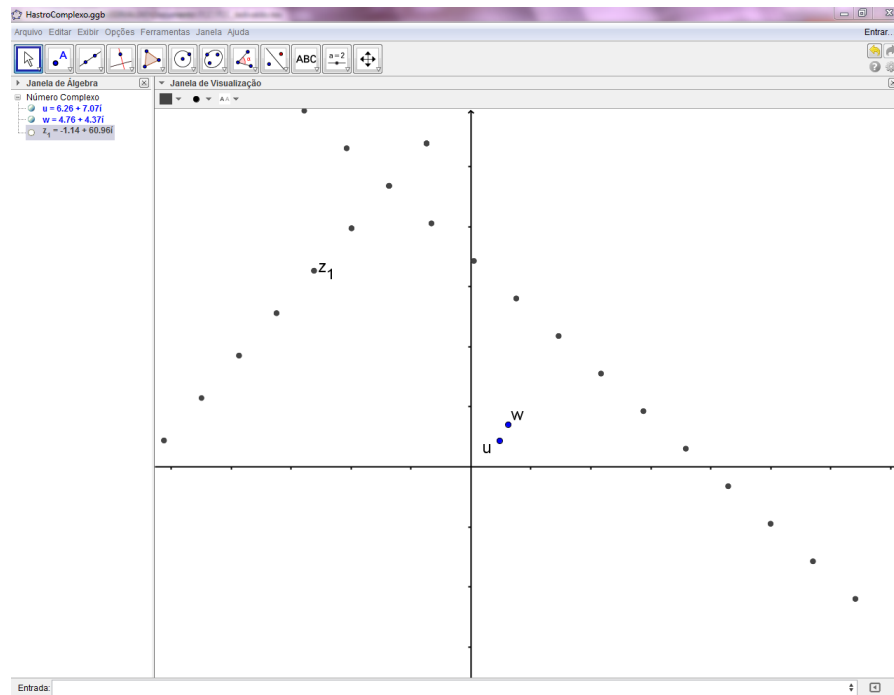 HastroComplexo.ggb
Arquivo Editar Exibir Opções Ferramentas Janela Ajuda
Entrar...
A
ABC
a=2
Janela de Álgebra
Janela de Visualização
Número Complexo
u = 6.26 + 7.07i
w = 4.76 + 4.37i
z₁ = -1.14 + 60.96i
z₁
w
u
Entrada: